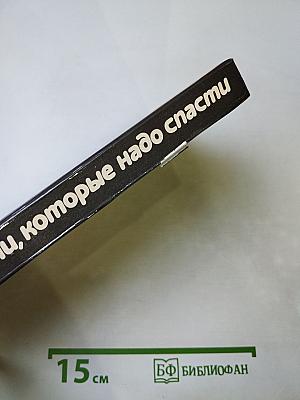 , которые надо спасти
15 см
БФ БИБЛИОФАН